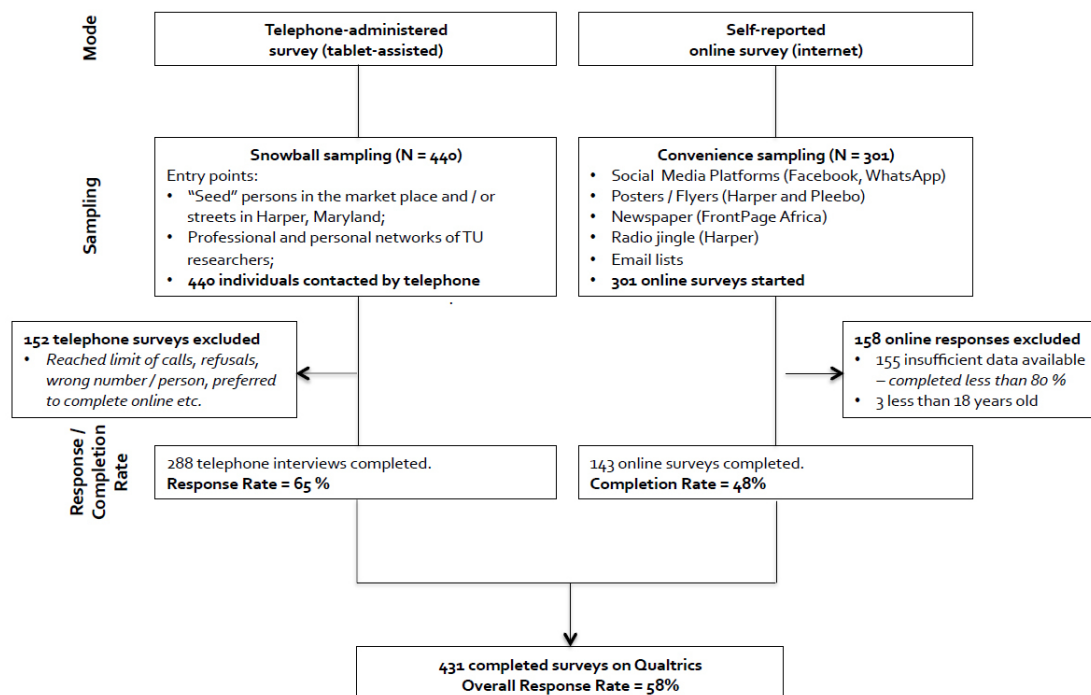 Mode
Telephone-administered
survey (tablet-assisted)
Self-reported
online survey (internet)
Sampling
Snowball sampling (N = 440)
Entry points:
• “Seed” persons in the market place and / or
streets in Harper, Maryland;
• Professional and personal networks of TU
researchers;
• 440 individuals contacted by telephone
Convenience sampling (N = 301)
• Social Media Platforms (Facebook, WhatsApp)
• Posters / Flyers (Harper and Pleebo)
• Newspaper (FrontPage Africa)
• Radio jingle (Harper)
• Email lists
• 301 online surveys started
152 telephone surveys excluded
• Reached limit of calls, refusals,
wrong number / person, preferred
to complete online etc.
158 online responses excluded
• 155 insufficient data available
– completed less than 80 %
• 3 less than 18 years old
Response /
Completion
Rate
288 telephone interviews completed.
Response Rate = 65 %
143 online surveys completed.
Completion Rate = 48%
431 completed surveys on Qualtrics
Overall Response Rate = 58%